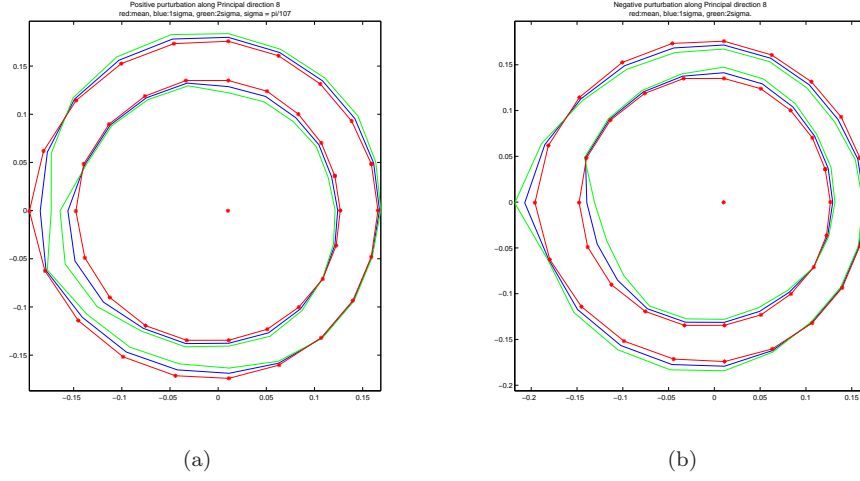 Positive purturbation along Principal direction 8
red:mean, blue:1sigma, green:2sigma, sigma = pi/107
0.15
0.1
0.05
0
−0.05
−0.1
−0.15
−0.15 −0.1 −0.05 0 0.05 0.1 0.15
(a)
Negative purturbation along Principal direction 8
red:mean, blue:1sigma, green:2sigma.
0.2
0.15
0.1
0.05
0
−0.05
−0.1
−0.15
−0.2
−0.2 −0.15 −0.1 −0.05 0 0.05 0.1 0.15
(b)